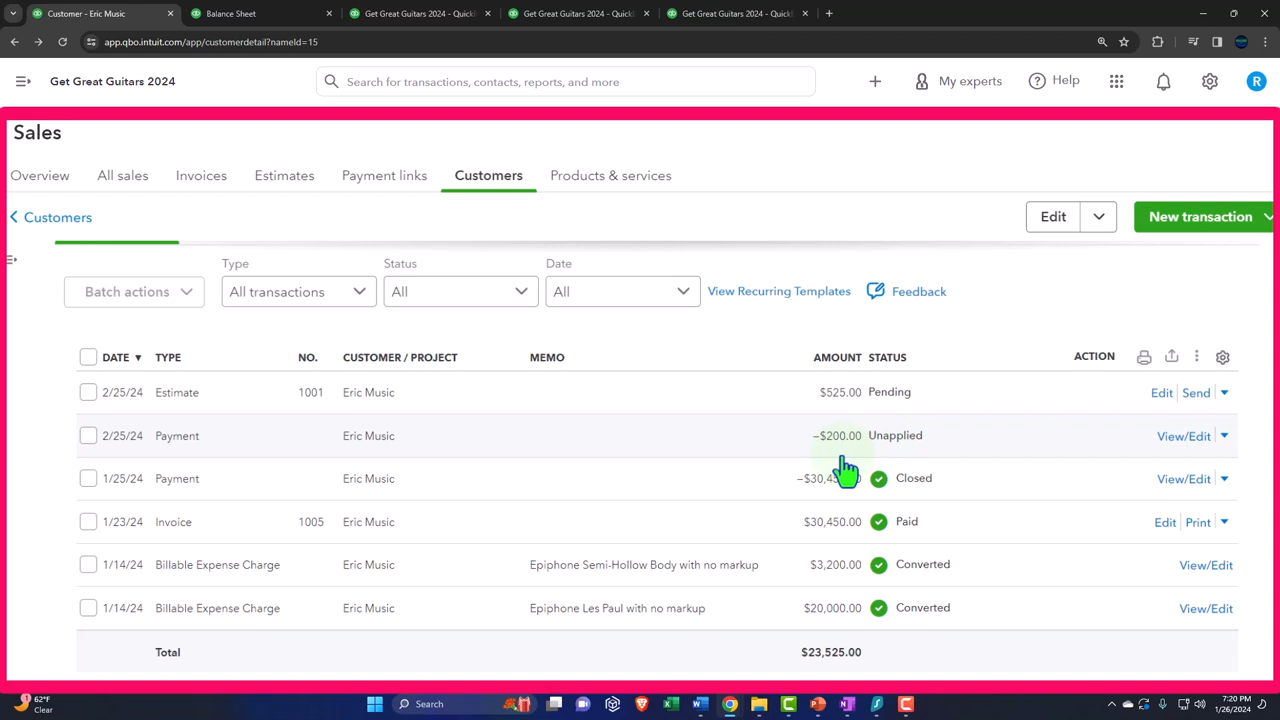 Customer - Eric Music
Balance Sheet
Get Great Guitars 2024 - QuickB
Get Great Guitars 2024 - QuickB
Get Great Guitars 2024 - QuickB
app.qbo.intuit.com/app/customerdetail?nameId=15
Get Great Guitars 2024
Search for transactions, contacts, reports, and more
My experts
Help
R
Sales
Overview
All sales
Invoices
Estimates
Payment links
Customers
Products & services
Customers
Edit
New transaction
Type
Status
Date
Batch actions
All transactions
All
All
View Recurring Templates
Feedback
DATE TYPE NO. CUSTOMER / PROJECT MEMO AMOUNT STATUS ACTION
2/25/24 Estimate 1001 Eric Music $525.00 Pending Edit Send
2/25/24 Payment Eric Music –$200.00 Unapplied View/Edit
1/25/24 Payment Eric Music Closed View/Edit
1/23/24 Invoice 1005 Eric Music $30,450.00 Paid Edit Print
1/14/24 Billable Expense Charge Eric Music Epiphone Semi-Hollow Body with no markup $3,200.00 Converted View/Edit
1/14/24 Billable Expense Charge Eric Music Epiphone Les Paul with no markup $20,000.00 Converted View/Edit
Total $23,525.00
1
62°F
Clear
Search
7:20 PM
1/26/2024